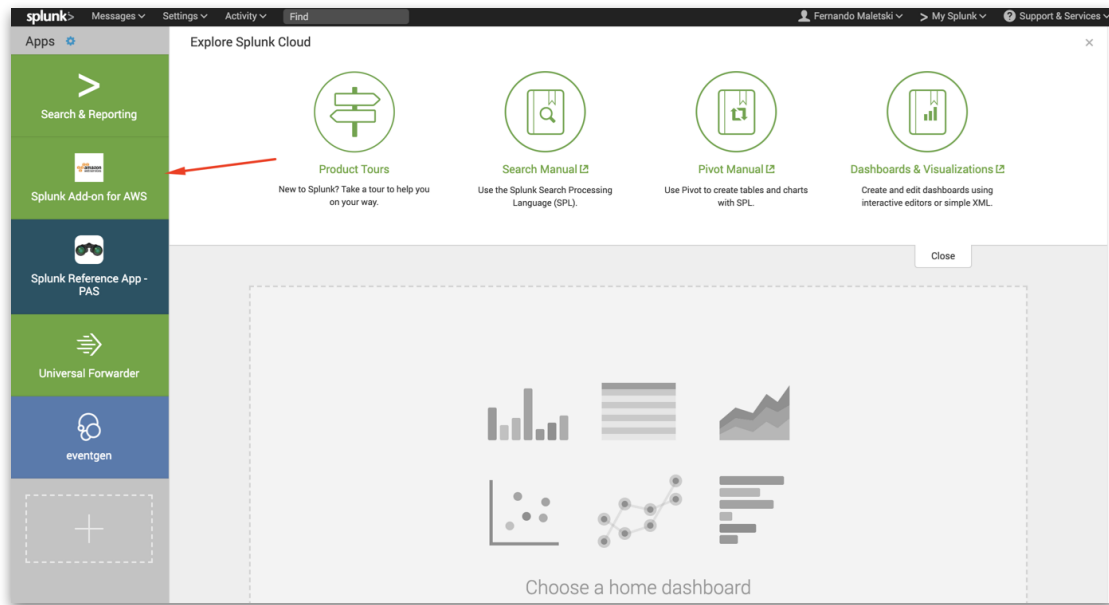 splunk> Messages Settings Activity Find Fernando Maletski > My Splunk ? Support & Services
Apps
Explore Splunk Cloud
Search & Reporting
Splunk Add-on for AWS
Splunk Reference App -
PAS
Universal Forwarder
eventgen
Product Tours
New to Splunk? Take a tour to help you
on your way.
Search Manual
Use the Splunk Search Processing
Language (SPL).
Pivot Manual
Use Pivot to create tables and charts
with SPL.
Dashboards & Visualizations
Create and edit dashboards using
interactive editors or simple XML.
Close
Choose a home dashboard